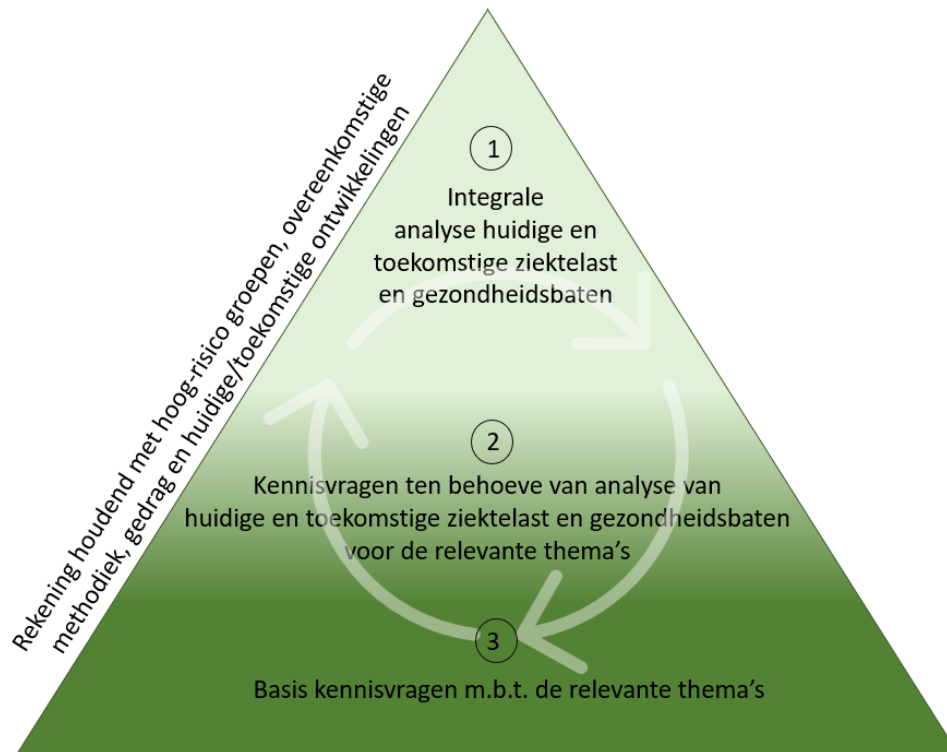 Rekening houdend met hoog-risico groepen, overeenkomstige
methodiek, gedrag en huidige/toekomstige ontwikkelingen
1
Integrale
analyse huidige en
toekomstige ziektelast
en gezondheidsbaten
2
Kennisvragen ten behoeve van analyse van
huidige en toekomstige ziektelast en gezondheidsbaten
voor de relevante thema's
3
Basis kennisvragen m.b.t. de relevante thema's